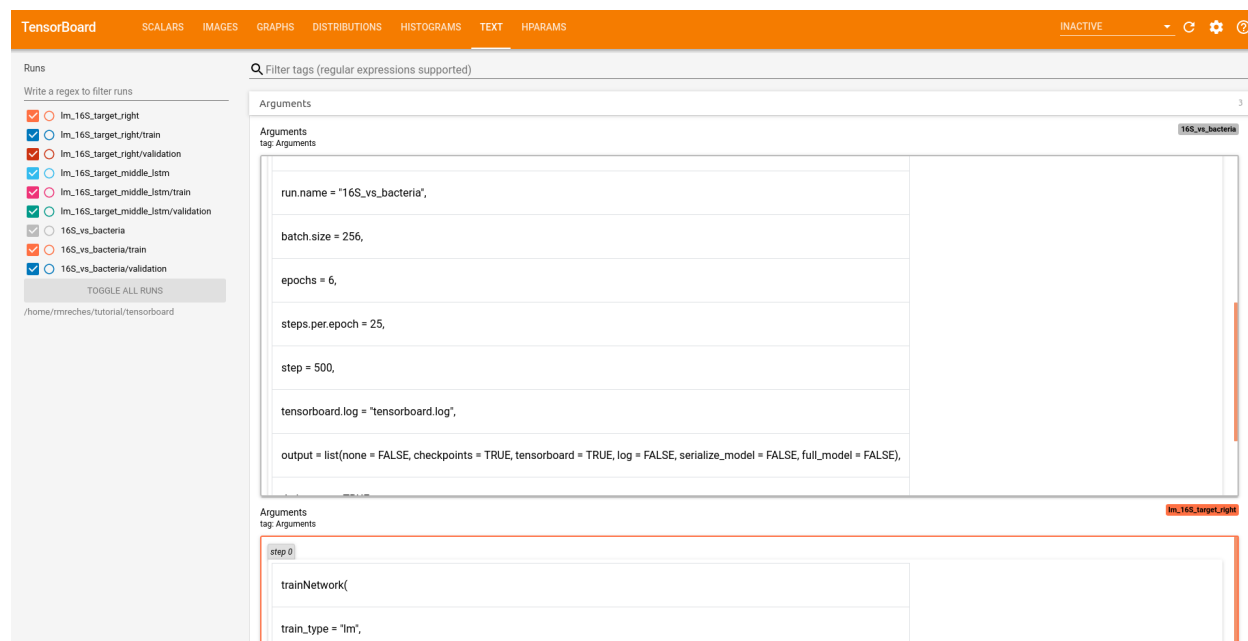 TensorBoard SCALARS IMAGES GRAPHS DISTRIBUTIONS HISTOGRAMS TEXT HPARAMS INACTIVE
Runs
Write a regex to filter runs
lm_16S_target_right
lm_16S_target_right/train
lm_16S_target_right/validation
lm_16S_target_middle_lstm
lm_16S_target_middle_lstm/train
lm_16S_target_middle_lstm/validation
16S_vs_bacteria
16S_vs_bacteria/train
16S_vs_bacteria/validation
TOGGLE ALL RUNS
/home/rmreches/tutorial/tensorboard
Filter tags (regular expressions supported)
Arguments 3
Arguments 16S_vs_bacteria
tag: Arguments
run.name = "16S_vs_bacteria",
batch.size = 256,
epochs = 6,
steps.per.epoch = 25,
step = 500,
tensorboard.log = "tensorboard.log",
output = list(none = FALSE, checkpoints = TRUE, tensorboard = TRUE, log = FALSE, serialize_model = FALSE, full_model = FALSE),
Arguments lm_16S_target_right
tag: Arguments
step 0
trainNetwork(
train_type = "lm",